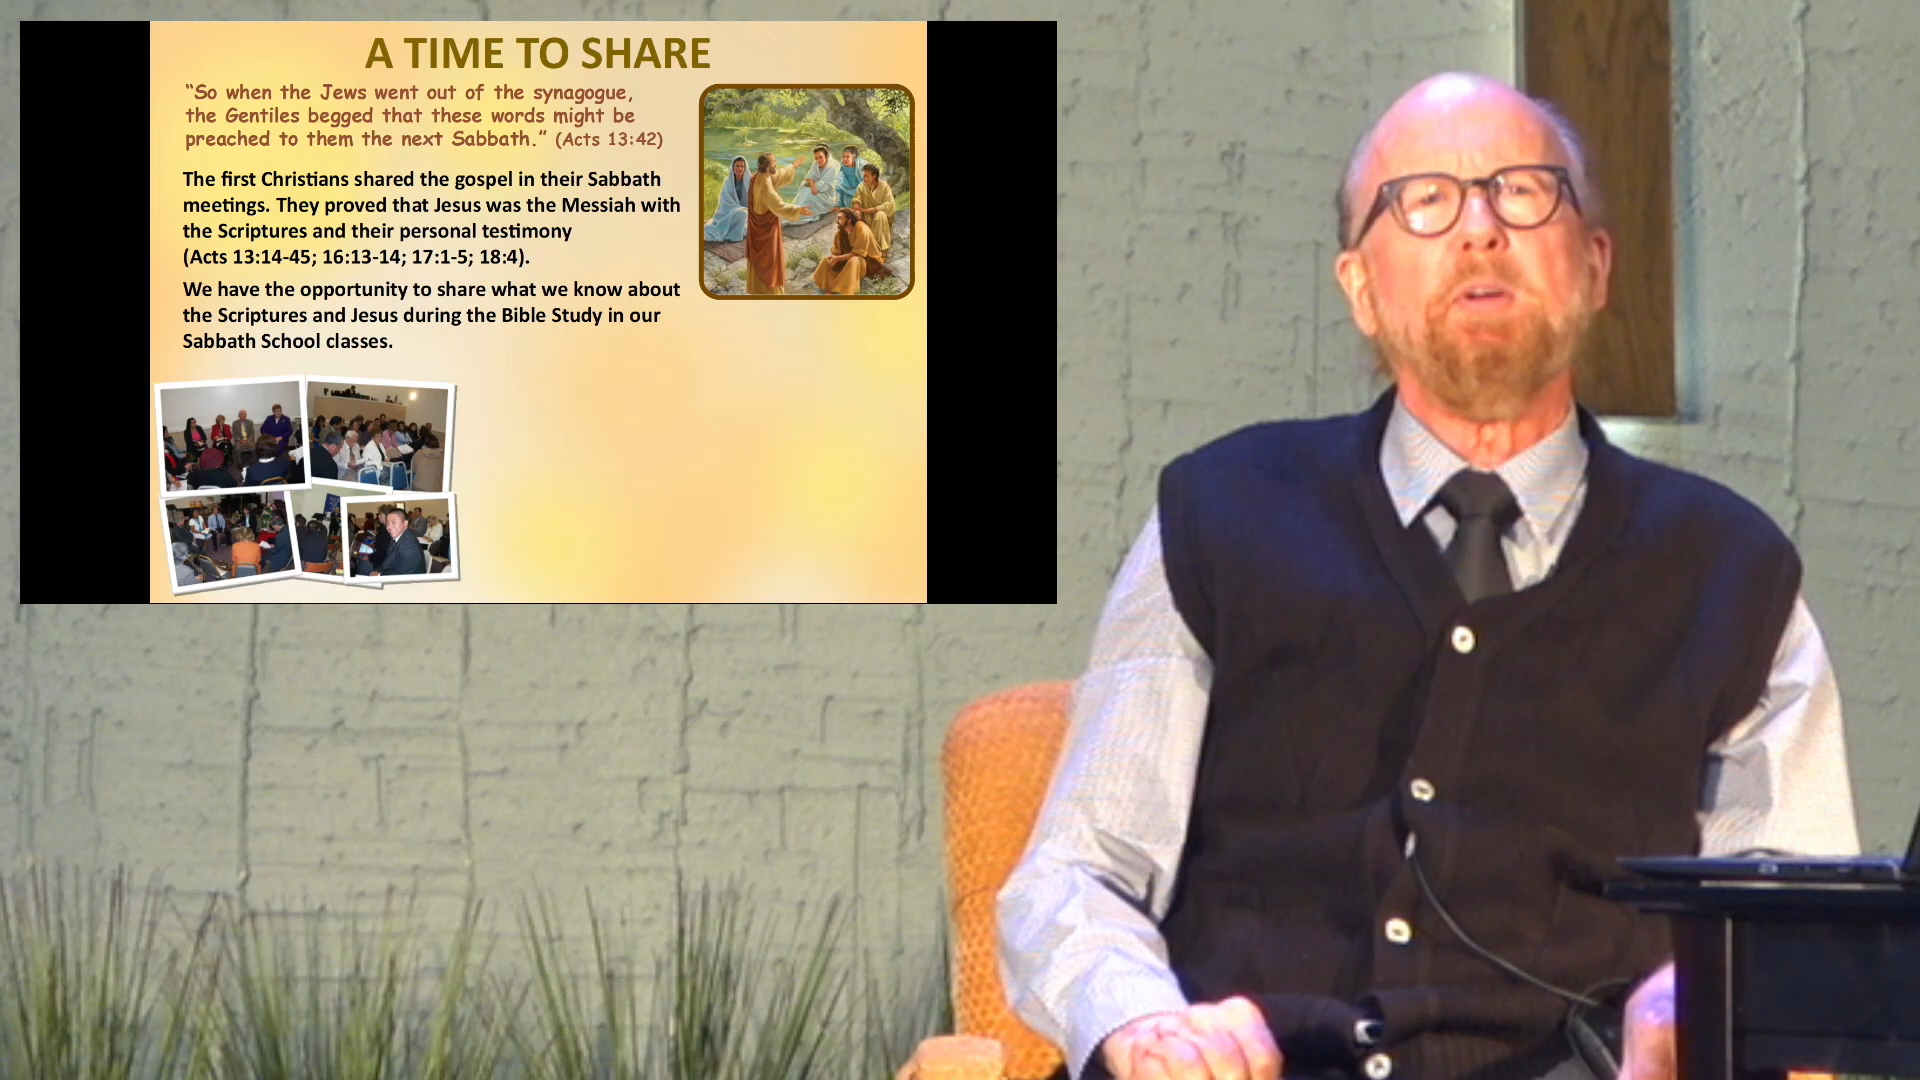 A TIME TO SHARE
“So when the Jews went out of the synagogue,
the Gentiles begged that these words might be
preached to them the next Sabbath.” (Acts 13:42)
The first Christians shared the gospel in their Sabbath
meetings. They proved that Jesus was the Messiah with
the Scriptures and their personal testimony
(Acts 13:14-45; 16:13-14; 17:1-5; 18:4).
We have the opportunity to share what we know about
the Scriptures and Jesus during the Bible Study in our
Sabbath School classes.